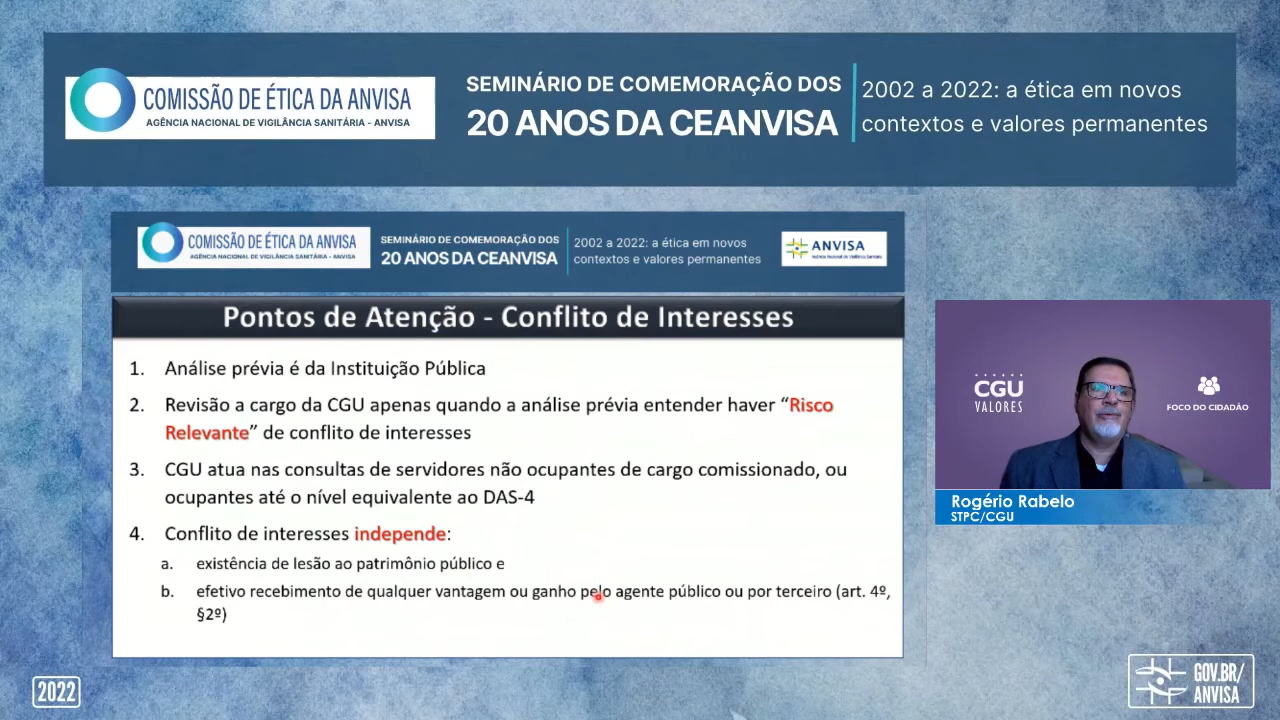 COMISSÃO DE ÉTICA DA ANVISA
AGÊNCIA NACIONAL DE VIGILÂNCIA SANITÁRIA - ANVISA
SEMINÁRIO DE COMEMORAÇÃO DOS
20 ANOS DA CEANVISA
2002 a 2022: a ética em novos
contextos e valores permanentes
COMISSÃO DE ÉTICA DA ANVISA
AGÊNCIA NACIONAL DE VIGILÂNCIA SANITÁRIA - ANVISA
SEMINÁRIO DE COMEMORAÇÃO DOS
20 ANOS DA CEANVISA
2002 a 2022: a ética em novos
contextos e valores permanentes
ANVISA
Agência Nacional de Vigilância Sanitária
Pontos de Atenção - Conflito de Interesses
1. Análise prévia é da Instituição Pública
2. Revisão a cargo da CGU apenas quando a análise prévia entender haver “Risco
Relevante” de conflito de interesses
3. CGU atua nas consultas de servidores não ocupantes de cargo comissionado, ou
ocupantes até o nível equivalente ao DAS-4
4. Conflito de interesses independe:
a. existência de lesão ao patrimônio público e
b. efetivo recebimento de qualquer vantagem ou ganho pelo agente público ou por terceiro (art. 4º,
§2º)
CGU
VALORES
FOCO DO CIDADÃO
Rogério Rabelo
STPC/CGU
2022
GOV.BR/
ANVISA